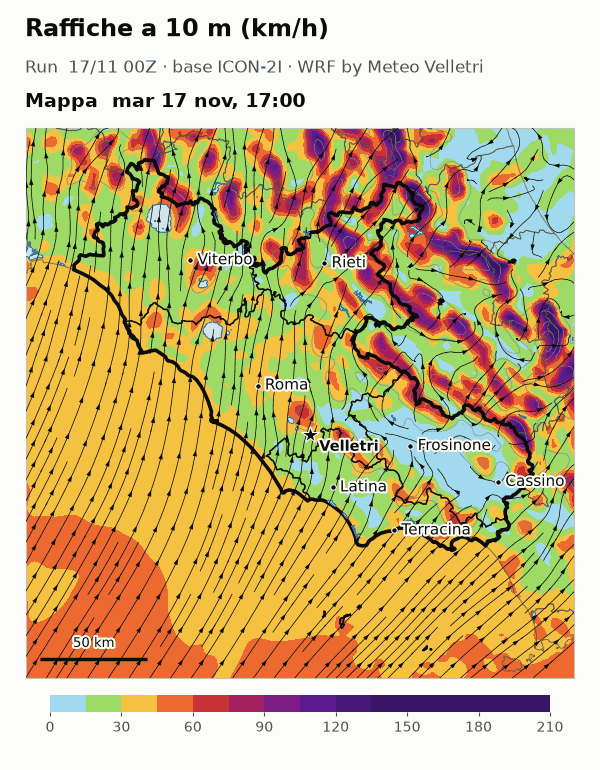 Raffiche a 10 m (km/h)
Run 17/11 00Z · base ICON-2I · WRF by Meteo Velletri
Mappa mar 17 nov, 17:00
Viterbo
Rieti
Roma
Velletri
Frosinone
Latina
Cassino
Terracina
50 km
0 30 60 90 120 150 180 210